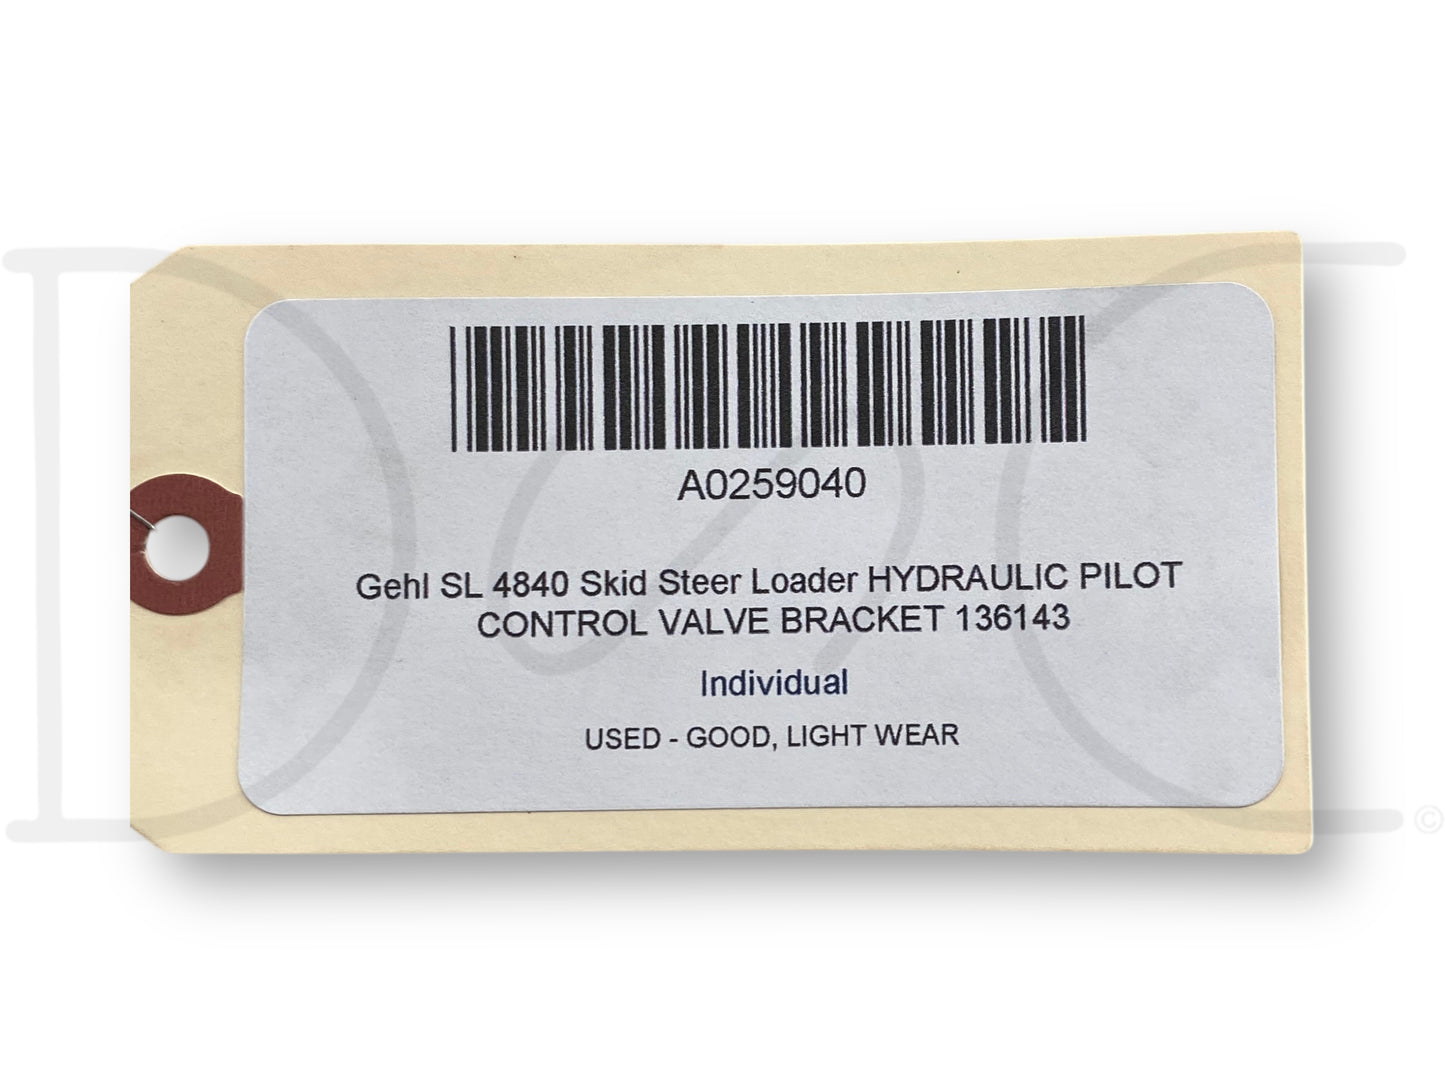 A0259040
Gehl SL 4840 Skid Steer Loader HYDRAULIC PILOT
CONTROL VALVE BRACKET 136143
Individual
USED - GOOD, LIGHT WEAR
©